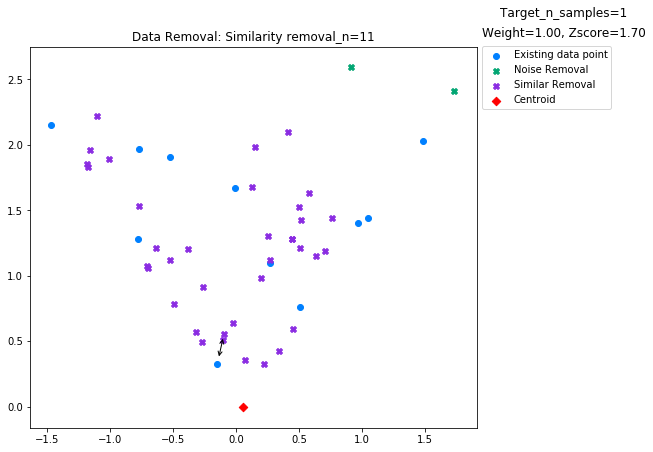 Target_n_samples=1
Weight=1.00, Zscore=1.70
Data Removal: Similarity removal_n=11
Existing data point
Noise Removal
Similar Removal
Centroid
2.5
2.0
1.5
1.0
0.5
0.0
−1.5 −1.0 −0.5 0.0 0.5 1.0 1.5